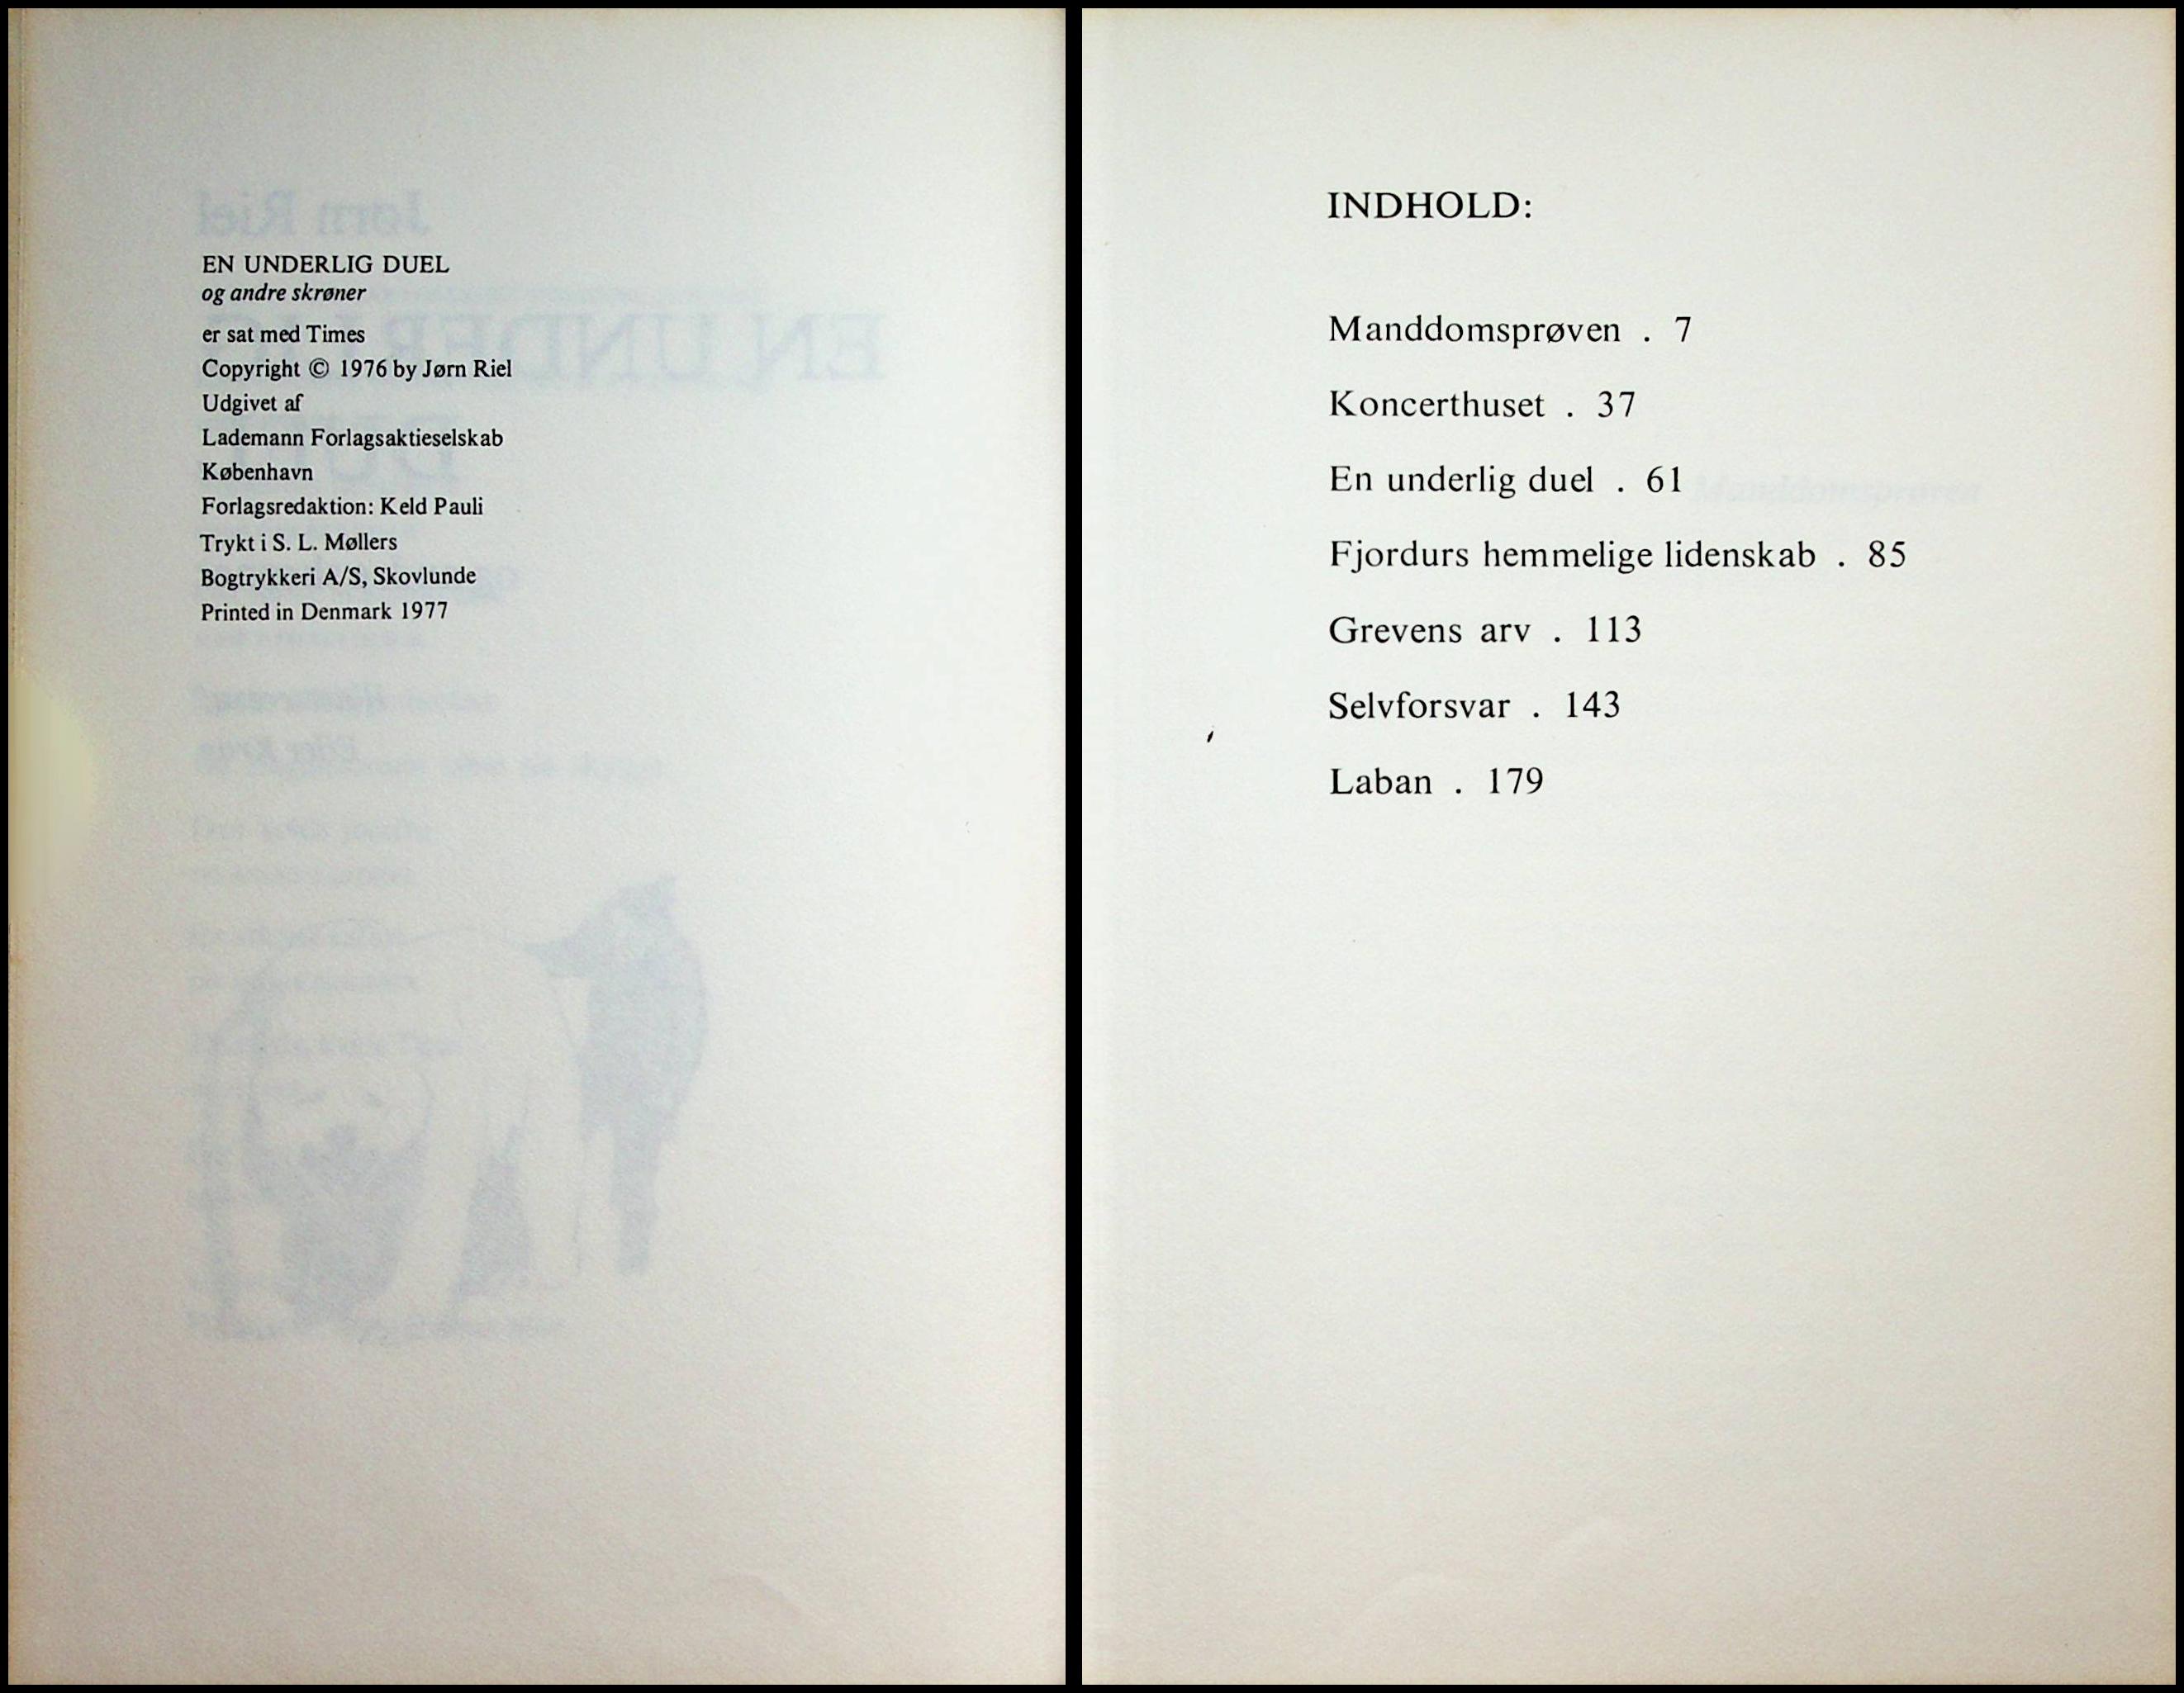 EN UNDERLIG DUEL
og andre skrøner
er sat med Times
Copyright © 1976 by Jørn Riel
Udgivet af
Lademann Forlagsaktieselskab
København
Forlagsredaktion: Keld Pauli
Trykt i S. L. Møllers
Bogtrykkeri A/S, Skovlunde
Printed in Denmark 1977
INDHOLD:
Manddomsprøven . 7
Koncerthuset . 37
En underlig duel . 61
Fjordurs hemmelige lidenskab . 85
Grevens arv . 113
Selvforsvar . 143
Laban . 179